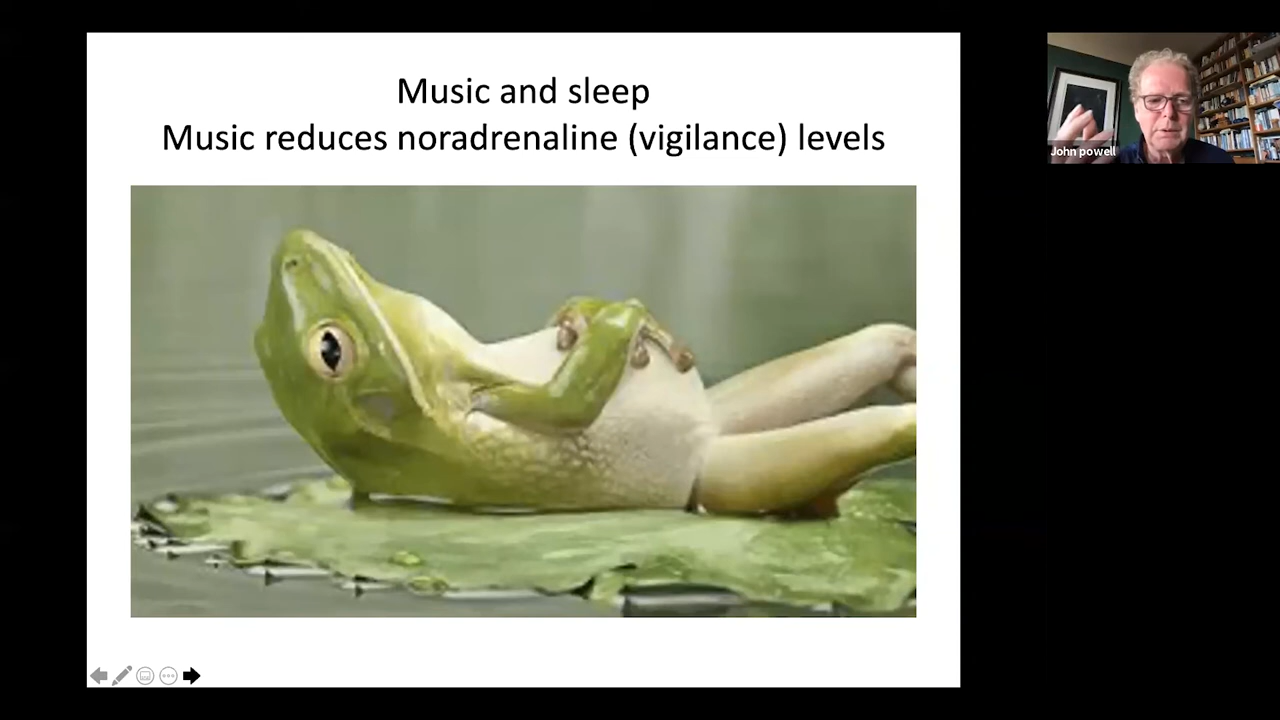 Music and sleep
Music reduces noradrenaline (vigilance) levels
John powell